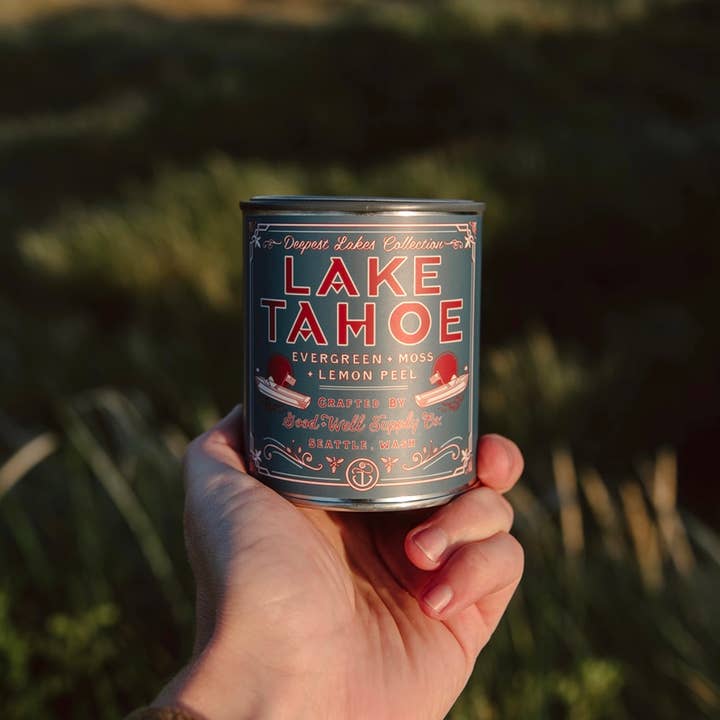 Deepest Lakes Collection
LAKE
TAHOE
EVERGREEN + MOSS
+ LEMON PEEL
CRAFTED BY
Good & Well Supply Co.
SEATTLE, WASH